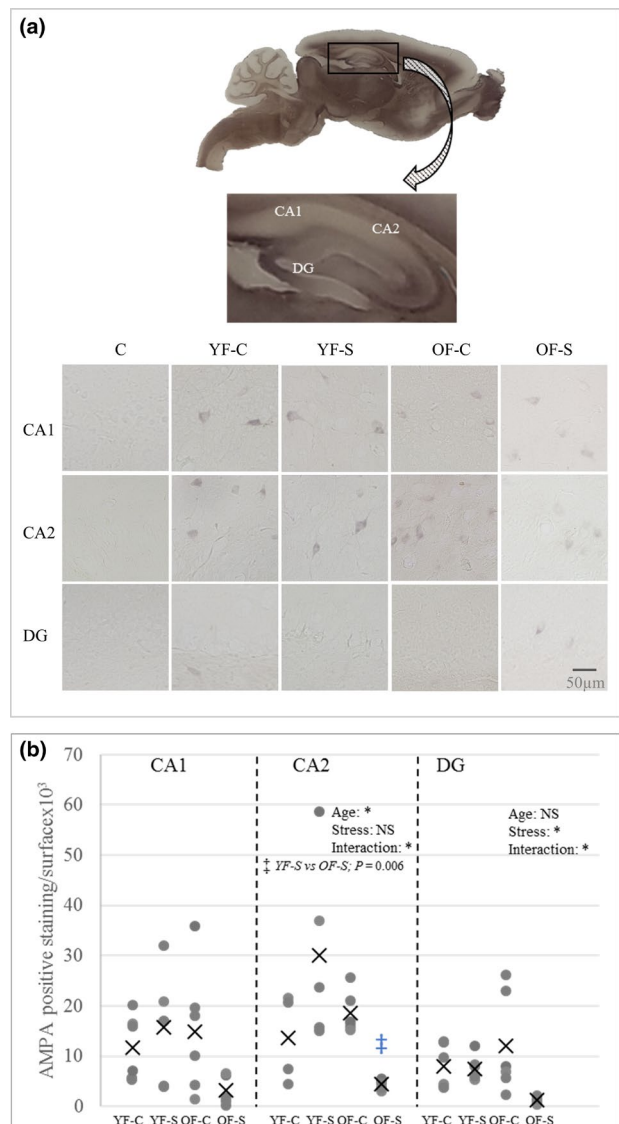 (a)
CA1
CA2
DG
C YF-C YF-S OF-C OF-S
CA1
CA2
DG
50µm
(b)
AMPA positive staining/surfacex10³
70
60
50
40
30
20
10
0
CA1 CA2 DG
Age: *
Stress: NS
Interaction: *
‡ YF-S vs OF-S; P = 0.006
Age: NS
Stress: *
Interaction: *
‡
YF-C YF-S OF-C OF-S YF-C YF-S OF-C OF-S YF-C YF-S OF-C OF-S